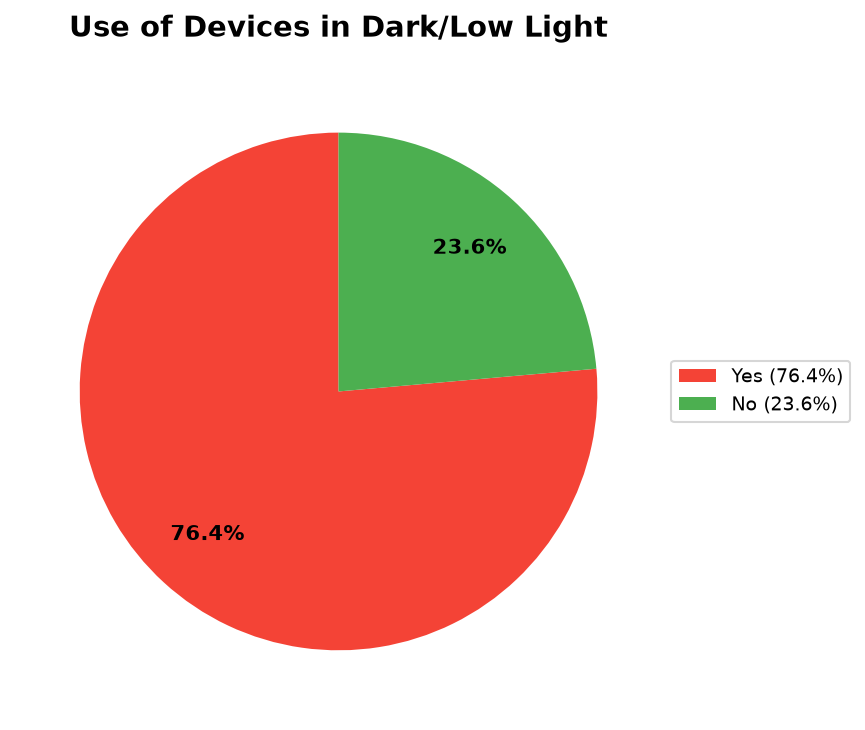 Use of Devices in Dark/Low Light
23.6%
76.4%
Yes (76.4%)
No (23.6%)